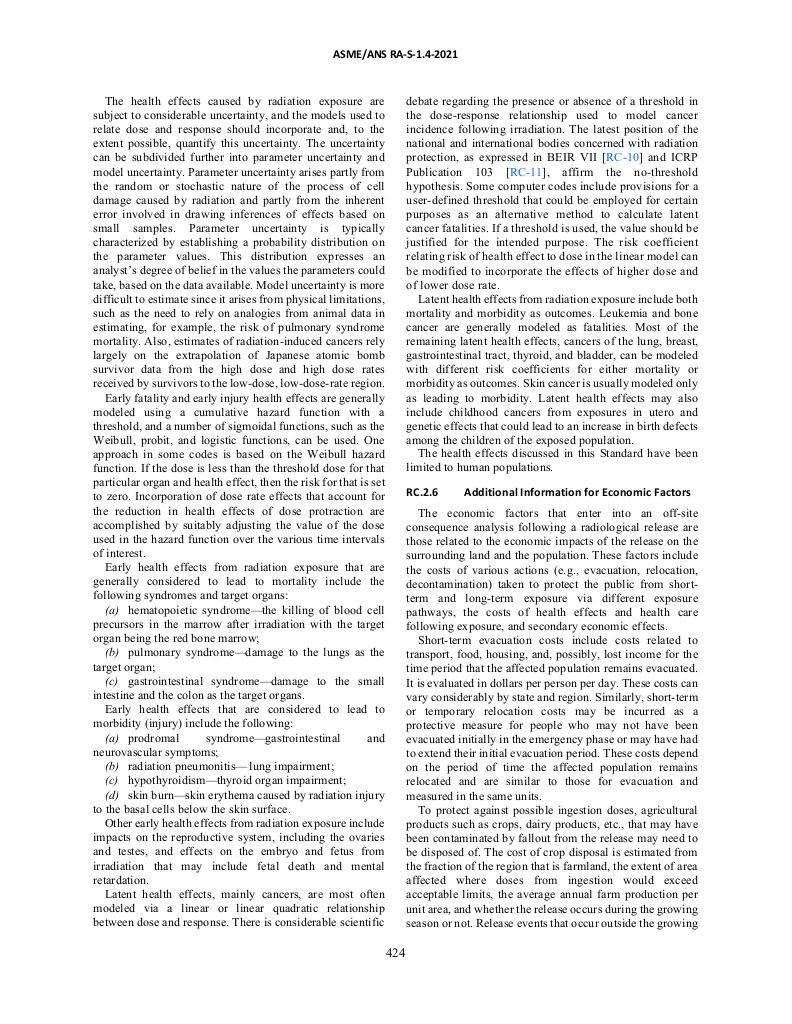 ASME/ANS RA-S-1.4-2021
The health effects caused by radiation exposure are
subject to considerable uncertainty, and the models used to
relate dose and response should incorporate and, to the
extent possible, quantify this uncertainty. The uncertainty
can be subdivided further into parameter uncertainty and
model uncertainty. Parameter uncertainty arises partly from
the random or stochastic nature of the process of cell
damage caused by radiation and partly from the inherent
error involved in drawing inferences of effects based on
small samples. Parameter uncertainty is typically
characterized by establishing a probability distribution on
the parameter values. This distribution expresses an
analyst's degree of belief in the values the parameters could
take, based on the data available. Model uncertainty is more
difficult to estimate since it arises from physical limitations,
such as the need to rely on analogies from animal data in
estimating, for example, the risk of pulmonary syndrome
mortality. Also, estimates of radiation-induced cancers rely
largely on the extrapolation of Japanese atomic bomb
survivor data from the high dose and high dose rates
received by survivors to the low-dose, low-dose-rate region.
Early fatality and early injury health effects are generally
modeled using a cumulative hazard function with a
threshold, and a number of sigmoidal functions, such as the
Weibull, probit, and logistic functions, can be used. One
approach in some codes is based on the Weibull hazard
function. If the dose is less than the threshold dose for that
particular organ and health effect, then the risk for that is set
to zero. Incorporation of dose rate effects that account for
the reduction in health effects of dose protraction are
accomplished by suitably adjusting the value of the dose
used in the hazard function over the various time intervals
of interest.
Early health effects from radiation exposure that are
generally considered to lead to mortality include the
following syndromes and target organs:
(a) hematopoietic syndrome—the killing of blood cell
precursors in the marrow after irradiation with the target
organ being the red bone marrow;
(b) pulmonary syndrome—damage to the lungs as the
target organ;
(c) gastrointestinal syndrome—damage to the small
intestine and the colon as the target organs.
Early health effects that are considered to lead to
morbidity (injury) include the following:
(a) prodromal syndrome—gastrointestinal and
neurovascular symptoms;
(b) radiation pneumonitis—lung impairment;
(c) hypothyroidism—thyroid organ impairment;
(d) skin burn—skin erythema caused by radiation injury
to the basal cells below the skin surface.
Other early health effects from radiation exposure include
impacts on the reproductive system, including the ovaries
and testes, and effects on the embryo and fetus from
irradiation that may include fetal death and mental
retardation.
Latent health effects, mainly cancers, are most often
modeled via a linear or linear quadratic relationship
between dose and response. There is considerable scientific
debate regarding the presence or absence of a threshold in
the dose-response relationship used to model cancer
incidence following irradiation. The latest position of the
national and international bodies concerned with radiation
protection, as expressed in BEIR VII [RC-10] and ICRP
Publication 103 [RC-11], affirm the no-threshold
hypothesis. Some computer codes include provisions for a
user-defined threshold that could be employed for certain
purposes as an alternative method to calculate latent
cancer fatalities. If a threshold is used, the value should be
justified for the intended purpose. The risk coefficient
relating risk of health effect to dose in the linear model can
be modified to incorporate the effects of higher dose and
of lower dose rate.
Latent health effects from radiation exposure include both
mortality and morbidity as outcomes. Leukemia and bone
cancer are generally modeled as fatalities. Most of the
remaining latent health effects, cancers of the lung, breast,
gastrointestinal tract, thyroid, and bladder, can be modeled
with different risk coefficients for either mortality or
morbidity as outcomes. Skin cancer is usually modeled only
as leading to morbidity. Latent health effects may also
include childhood cancers from exposures in utero and
genetic effects that could lead to an increase in birth defects
among the children of the exposed population.
The health effects discussed in this Standard have been
limited to human populations.
RC.2.6 Additional Information for Economic Factors
The economic factors that enter into an off-site
consequence analysis following a radiological release are
those related to the economic impacts of the release on the
surrounding land and the population. These factors include
the costs of various actions (e.g., evacuation, relocation,
decontamination) taken to protect the public from short-
term and long-term exposure via different exposure
pathways, the costs of health effects and health care
following exposure, and secondary economic effects.
Short-term evacuation costs include costs related to
transport, food, housing, and, possibly, lost income for the
time period that the affected population remains evacuated.
It is evaluated in dollars per person per day. These costs can
vary considerably by state and region. Similarly, short-term
or temporary relocation costs may be incurred as a
protective measure for people who may not have been
evacuated initially in the emergency phase or may have had
to extend their initial evacuation period. These costs depend
on the period of time the affected population remains
relocated and are similar to those for evacuation and
measured in the same units.
To protect against possible ingestion doses, agricultural
products such as crops, dairy products, etc., that may have
been contaminated by fallout from the release may need to
be disposed of. The cost of crop disposal is estimated from
the fraction of the region that is farmland, the extent of area
affected where doses from ingestion would exceed
acceptable limits, the average annual farm production per
unit area, and whether the release occurs during the growing
season or not. Release events that occur outside the growing
424